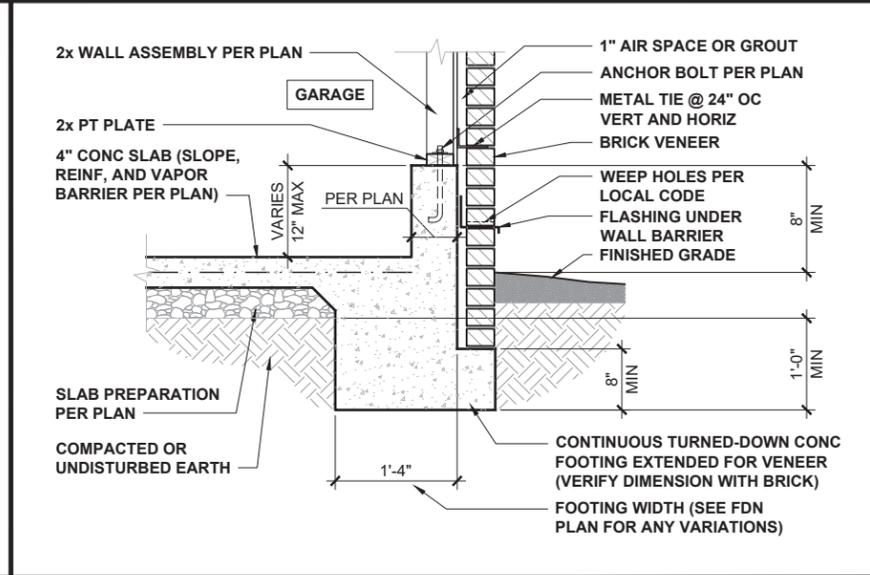 2x WALL ASSEMBLY PER PLAN
GARAGE
2x PT PLATE
4" CONC SLAB (SLOPE,
REINF, AND VAPOR
BARRIER PER PLAN)
VARIES
12" MAX
PER PLAN
1" AIR SPACE OR GROUT
ANCHOR BOLT PER PLAN
METAL TIE @ 24" OC
VERT AND HORIZ
BRICK VENEER
WEEP HOLES PER
LOCAL CODE
FLASHING UNDER
WALL BARRIER
FINISHED GRADE
8"
MIN
8"
MIN
1'-0"
MIN
SLAB PREPARATION
PER PLAN
COMPACTED OR
UNDISTURBED EARTH
1'-4"
CONTINUOUS TURNED-DOWN CONC
FOOTING EXTENDED FOR VENEER
(VERIFY DIMENSION WITH BRICK)
FOOTING WIDTH (SEE FDN
PLAN FOR ANY VARIATIONS)